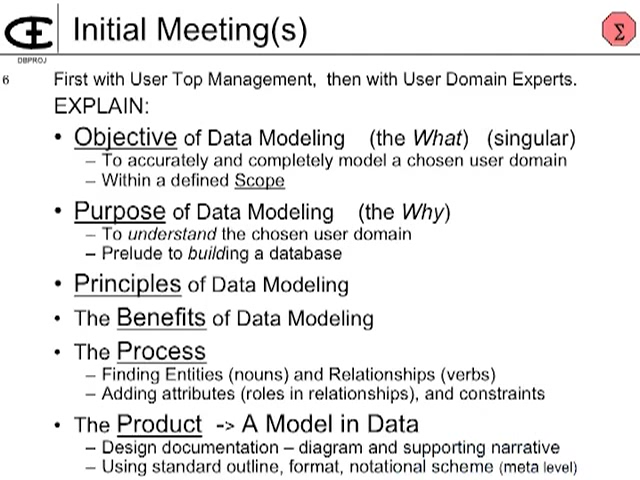 Initial Meeting(s)
Σ
DBPROJ
6
First with User Top Management, then with User Domain Experts.
EXPLAIN:
• Objective of Data Modeling (the What) (singular)
– To accurately and completely model a chosen user domain
– Within a defined Scope
• Purpose of Data Modeling (the Why)
– To understand the chosen user domain
– Prelude to building a database
• Principles of Data Modeling
• The Benefits of Data Modeling
• The Process
– Finding Entities (nouns) and Relationships (verbs)
– Adding attributes (roles in relationships), and constraints
• The Product -> A Model in Data
– Design documentation – diagram and supporting narrative
– Using standard outline, format, notational scheme (meta level)